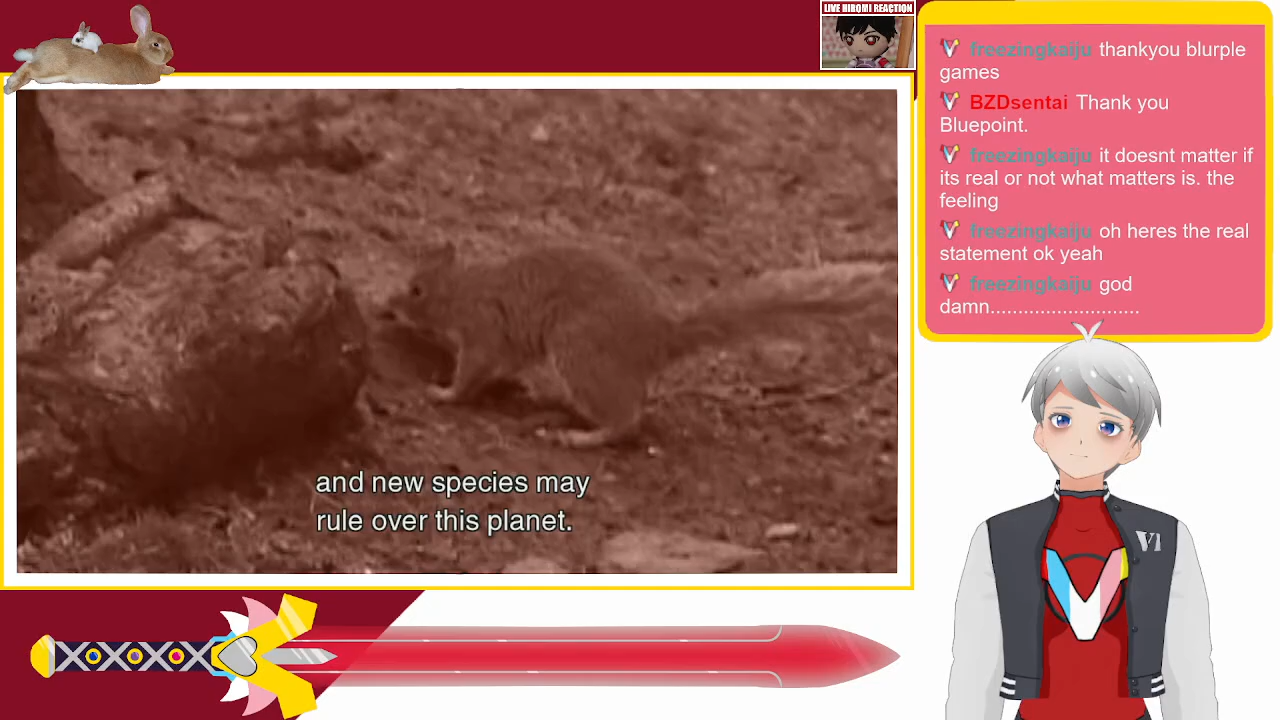 LIVE HIROMI REACTION
freezingkaiju thankyou blurple
games
BZDsentai Thank you
Bluepoint.
freezingkaiju it doesnt matter if
its real or not what matters is. the
feeling
freezingkaiju oh heres the real
statement ok yeah
freezingkaiju god
damn...........................
and new species may
rule over this planet.
VI